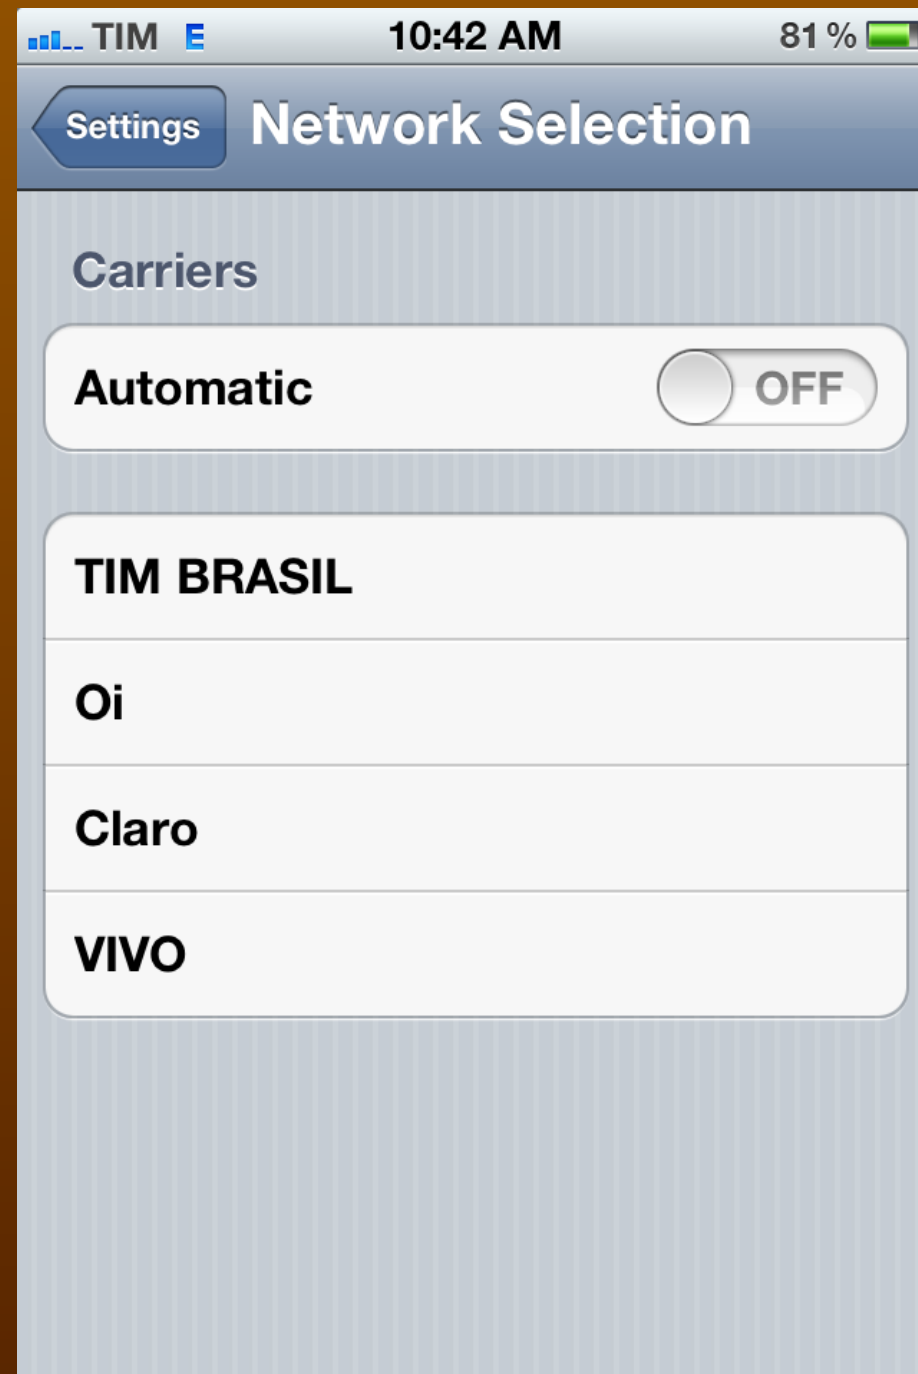 TIM E 10:42 AM 81 %
Settings Network Selection
Carriers
Automatic OFF
TIM BRASIL
Oi
Claro
VIVO